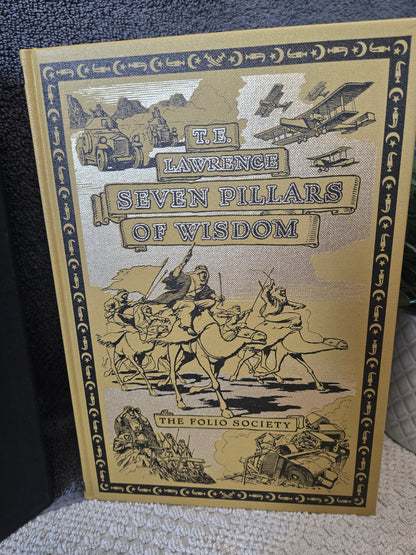 T. E.
LAWRENCE
SEVEN PILLARS
OF WISDOM
THE FOLIO SOCIETY